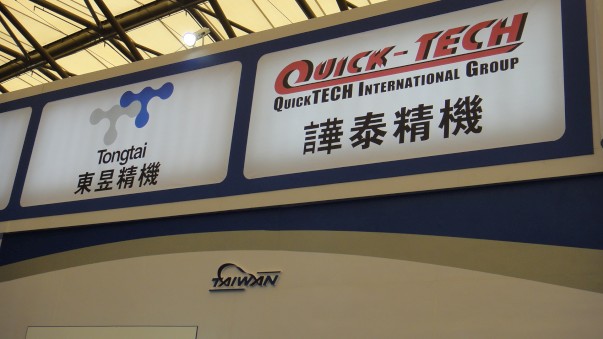 Tongtai
東昱精機
QUICK-TECH
QUICKTECH INTERNATIONAL GROUP
譁泰精機
TAIWAN